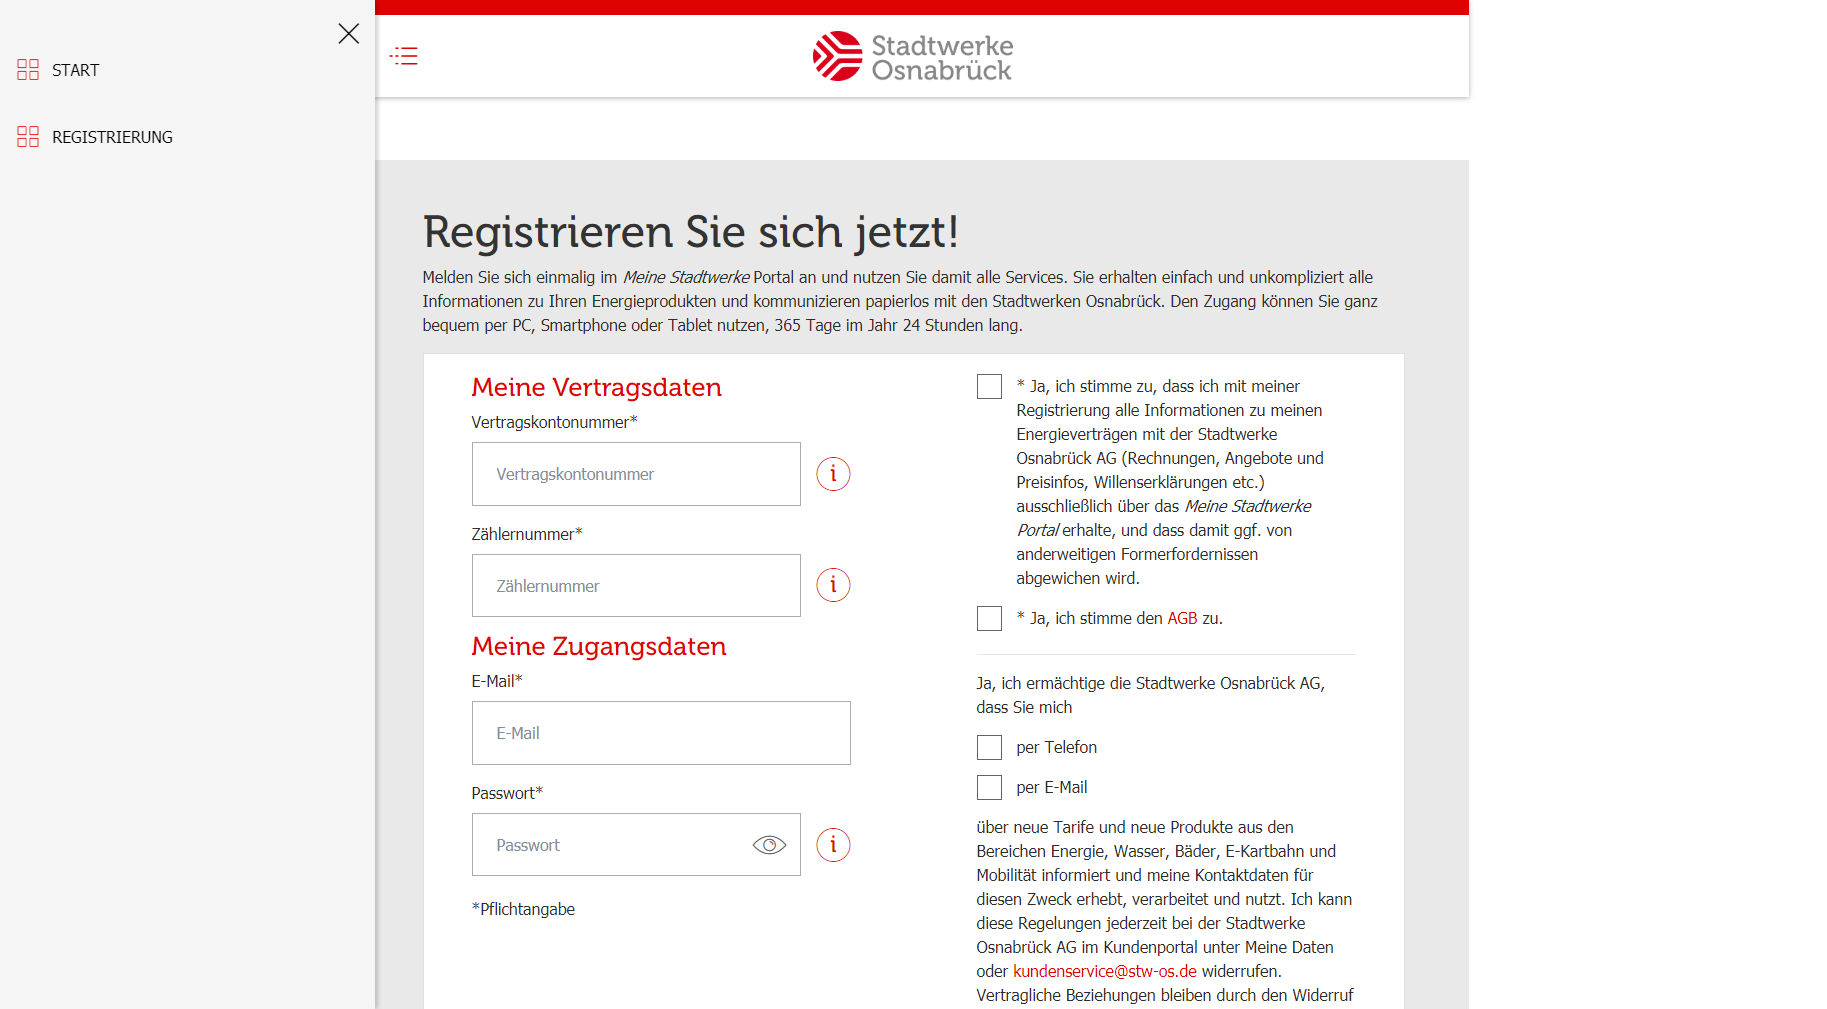 START
REGISTRIERUNG
Stadtwerke
Osnabrück
Registrieren Sie sich jetzt!
Melden Sie sich einmalig im Meine Stadtwerke Portal an und nutzen Sie damit alle Services. Sie erhalten einfach und unkompliziert alle
Informationen zu Ihren Energieprodukten und kommunizieren papierlos mit den Stadtwerken Osnabrück. Den Zugang können Sie ganz
bequem per PC, Smartphone oder Tablet nutzen, 365 Tage im Jahr 24 Stunden lang.
Meine Vertragsdaten
Vertragskontonummer*
Vertragskontonummer
i
Zählernummer*
Zählernummer
i
Meine Zugangsdaten
E-Mail*
E-Mail
Passwort*
Passwort
i
*Pflichtangabe
* Ja, ich stimme zu, dass ich mit meiner
Registrierung alle Informationen zu meinen
Energieverträgen mit der Stadtwerke
Osnabrück AG (Rechnungen, Angebote und
Preisinfos, Willenserklärungen etc.)
ausschließlich über das Meine Stadtwerke
Portal erhalte, und dass damit ggf. von
anderweitigen Formerfordernissen
abgewichen wird.
* Ja, ich stimme den AGB zu.
Ja, ich ermächtige die Stadtwerke Osnabrück AG,
dass Sie mich
per Telefon
per E-Mail
über neue Tarife und neue Produkte aus den
Bereichen Energie, Wasser, Bäder, E-Kartbahn und
Mobilität informiert und meine Kontaktdaten für
diesen Zweck erhebt, verarbeitet und nutzt. Ich kann
diese Regelungen jederzeit bei der Stadtwerke
Osnabrück AG im Kundenportal unter Meine Daten
oder kundenservice@stw-os.de widerrufen.
Vertragliche Beziehungen bleiben durch den Widerruf